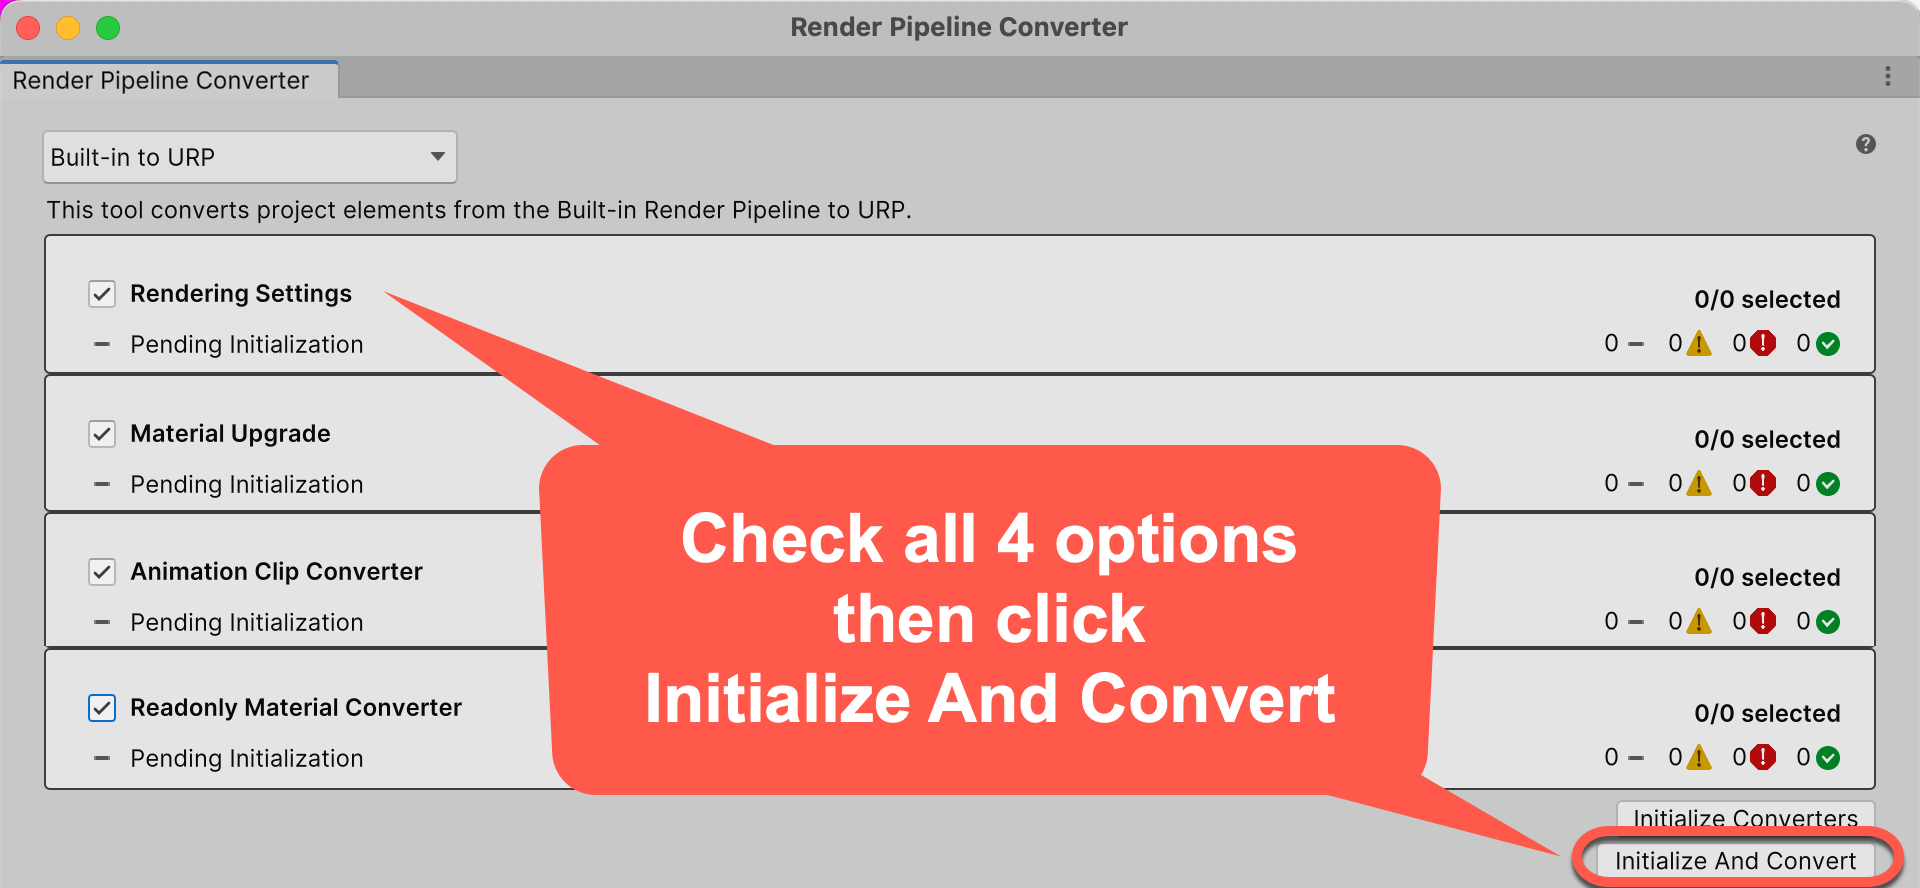 Render Pipeline Converter
Render Pipeline Converter
Built-in to URP
This tool converts project elements from the Built-in Render Pipeline to URP.
Rendering Settings
0/0 selected
Pending Initialization
0 0 0 0
Material Upgrade
0/0 selected
Pending Initialization
0 0 0 0
Animation Clip Converter
0/0 selected
Pending Initialization
0 0 0 0
Readonly Material Converter
0/0 selected
Pending Initialization
0 0 0 0
Check all 4 options
then click
Initialize And Convert
Initialize Converters
Initialize And Convert